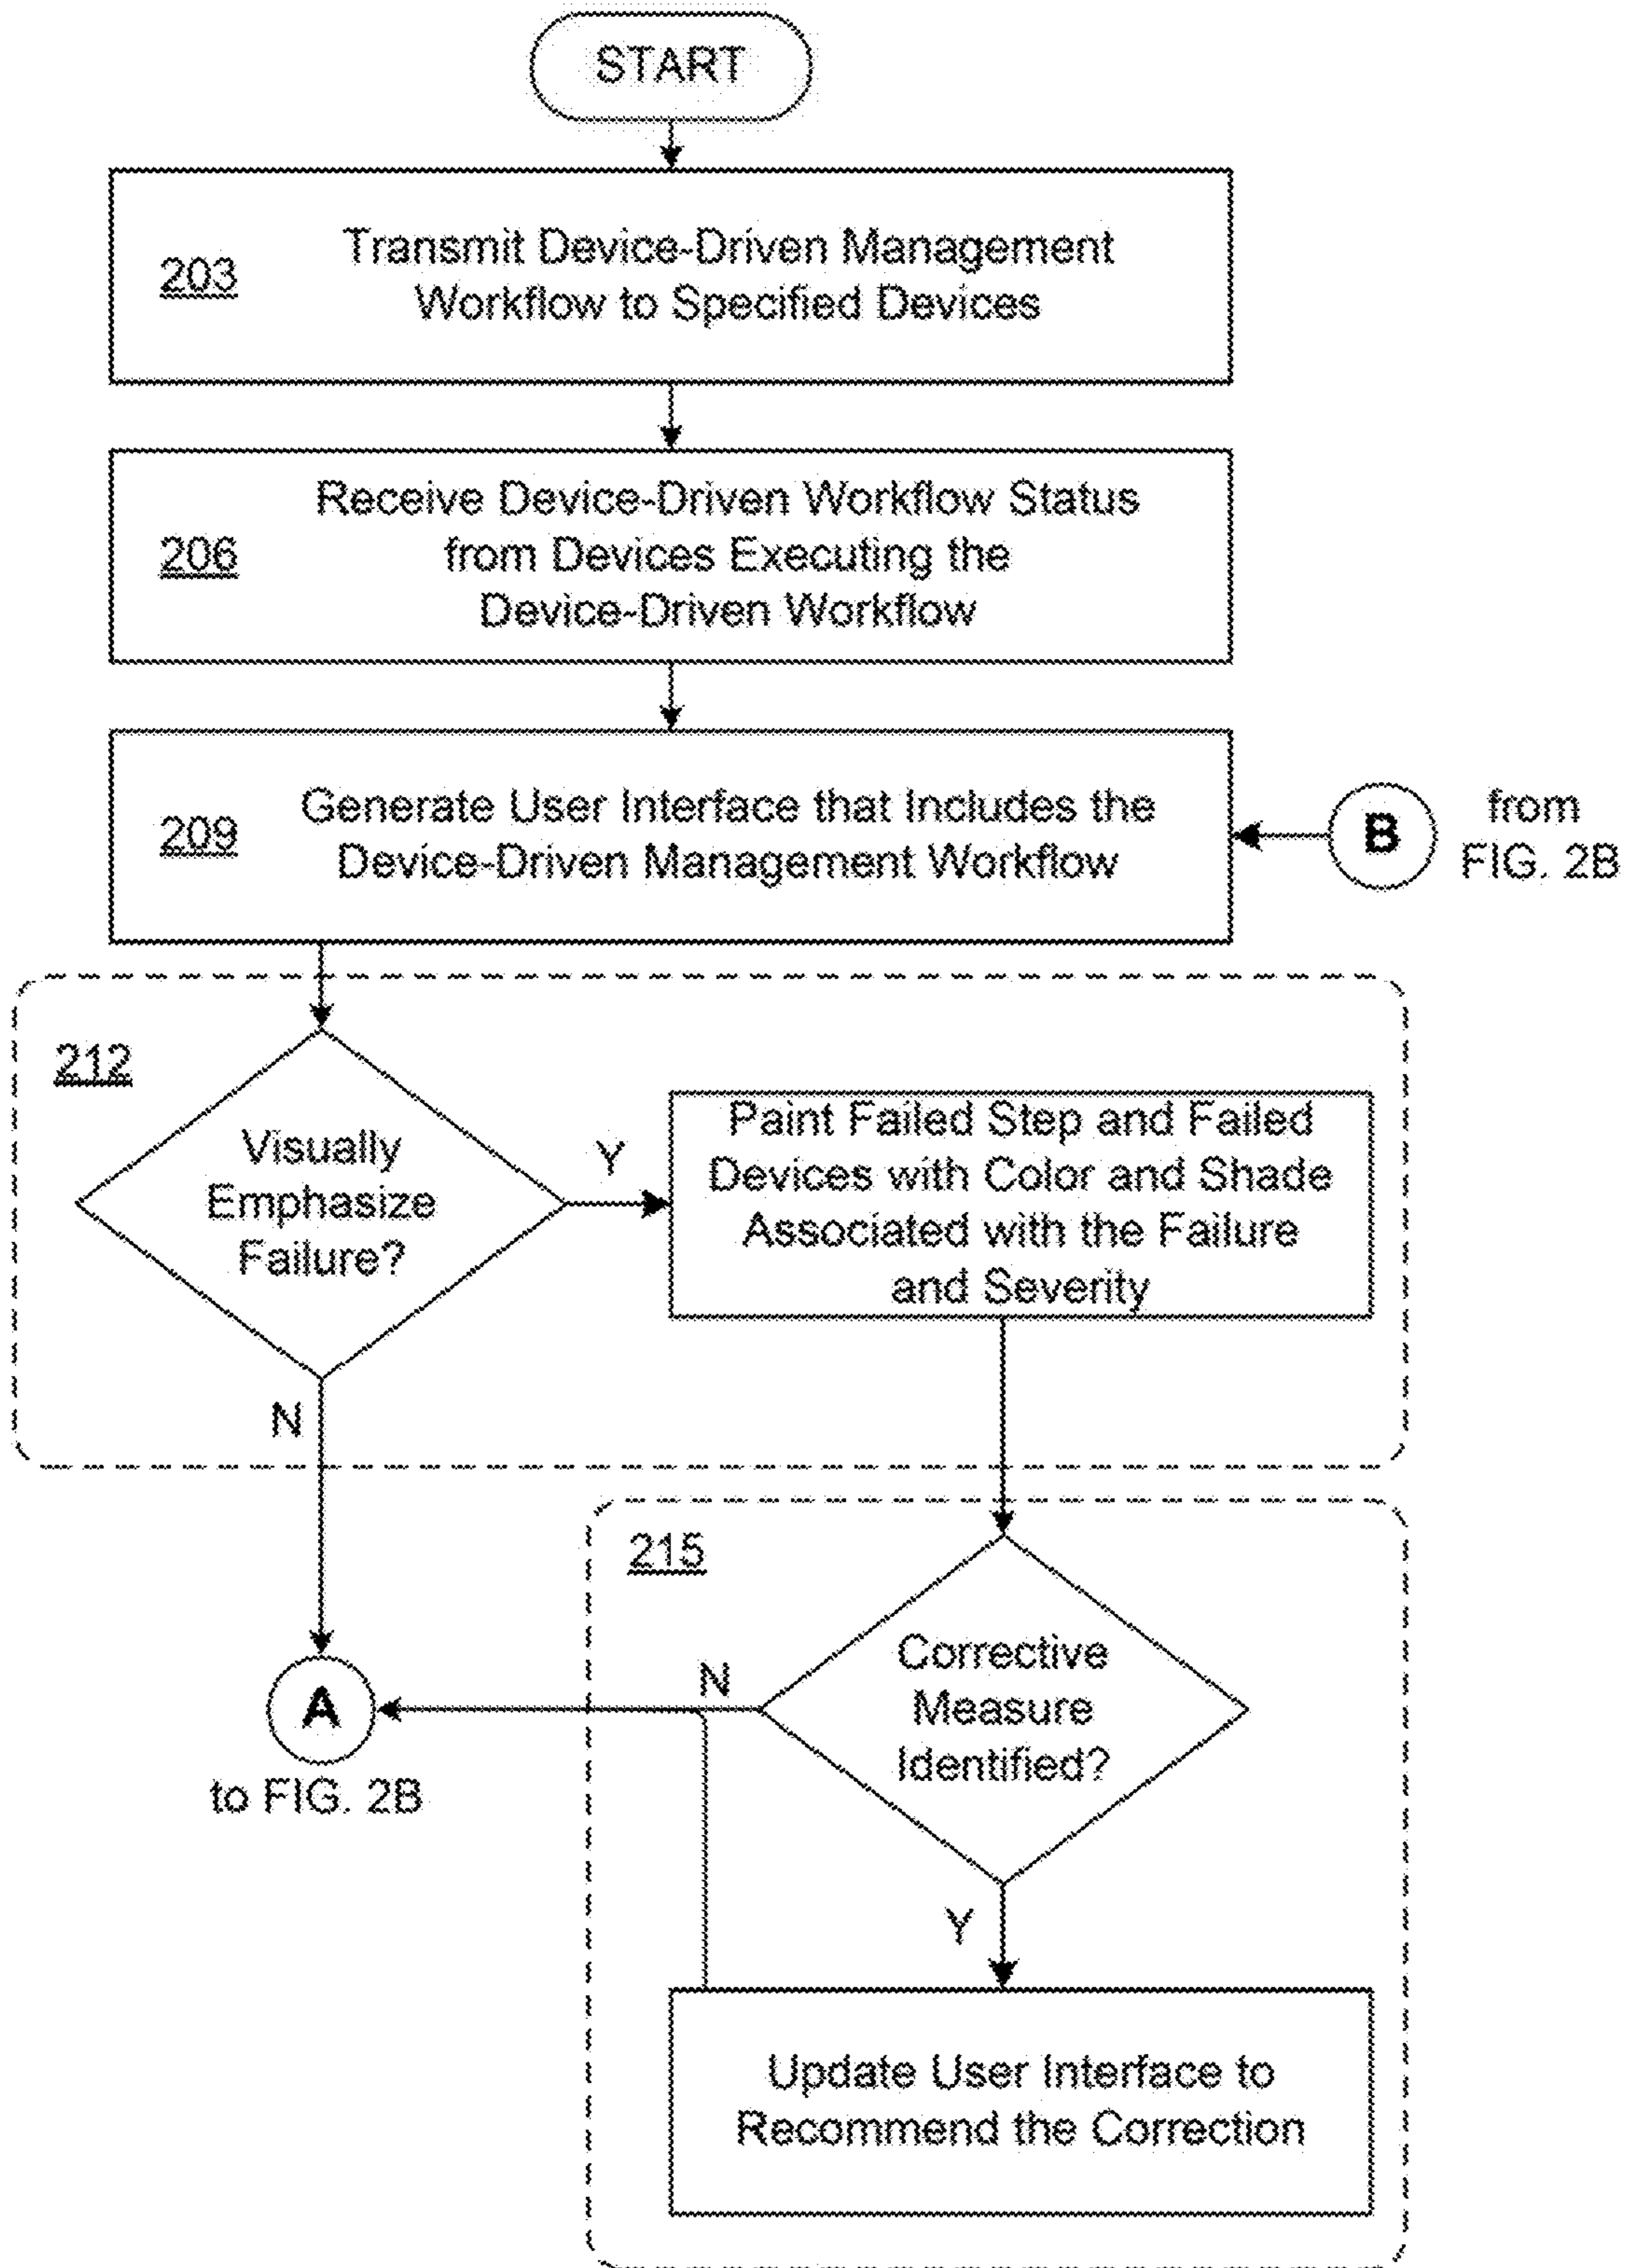 START
203
Transmit Device-Driven Management
Workflow to Specified Devices
206
Receive Device-Driven Workflow Status
from Devices Executing the
Device-Driven Workflow
209
Generate User Interface that Includes the
Device-Driven Management Workflow
B
from
FIG. 2B
212
Visually
Emphasize
Failure?
Y
Paint Failed Step and Failed
Devices with Color and Shade
Associated with the Failure
and Severity
N
A
to FIG. 2B
215
Corrective
Measure
Identified?
N
Y
Update User Interface to
Recommend the Correction